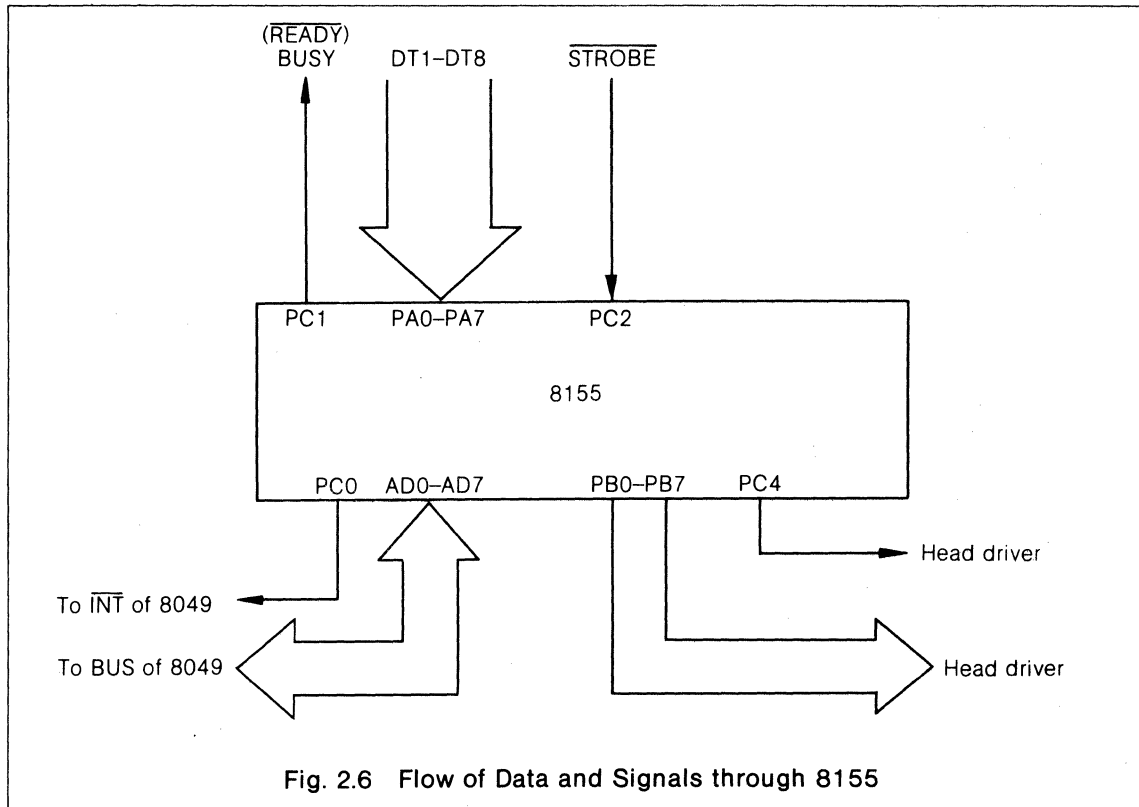 (READY)
BUSY
DT1–DT8
STROBE
PC1
PA0–PA7
PC2
8155
PC0
AD0–AD7
PB0–PB7
PC4
Head driver
To INT of 8049
To BUS of 8049
Head driver
Fig. 2.6 Flow of Data and Signals through 8155